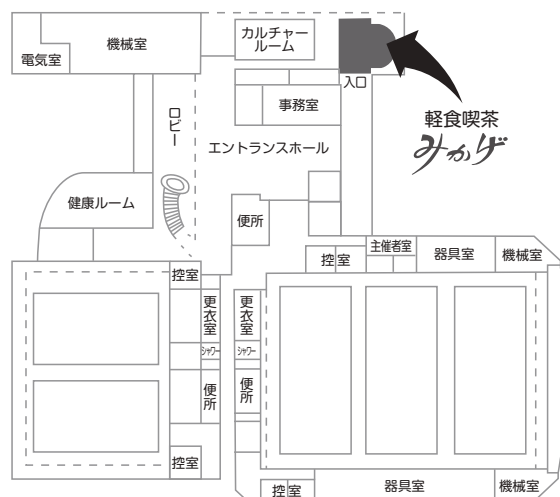 カルチャー
ルーム
機械室
電気室
入口
事務室
ロビー
エントランスホール
軽食喫茶
みかげ
健康ルーム
便所
主催者室
控室
器具室
機械室
控室
更衣室
更衣室
シャワー
シャワー
便所
便所
控室
控室
器具室
機械室